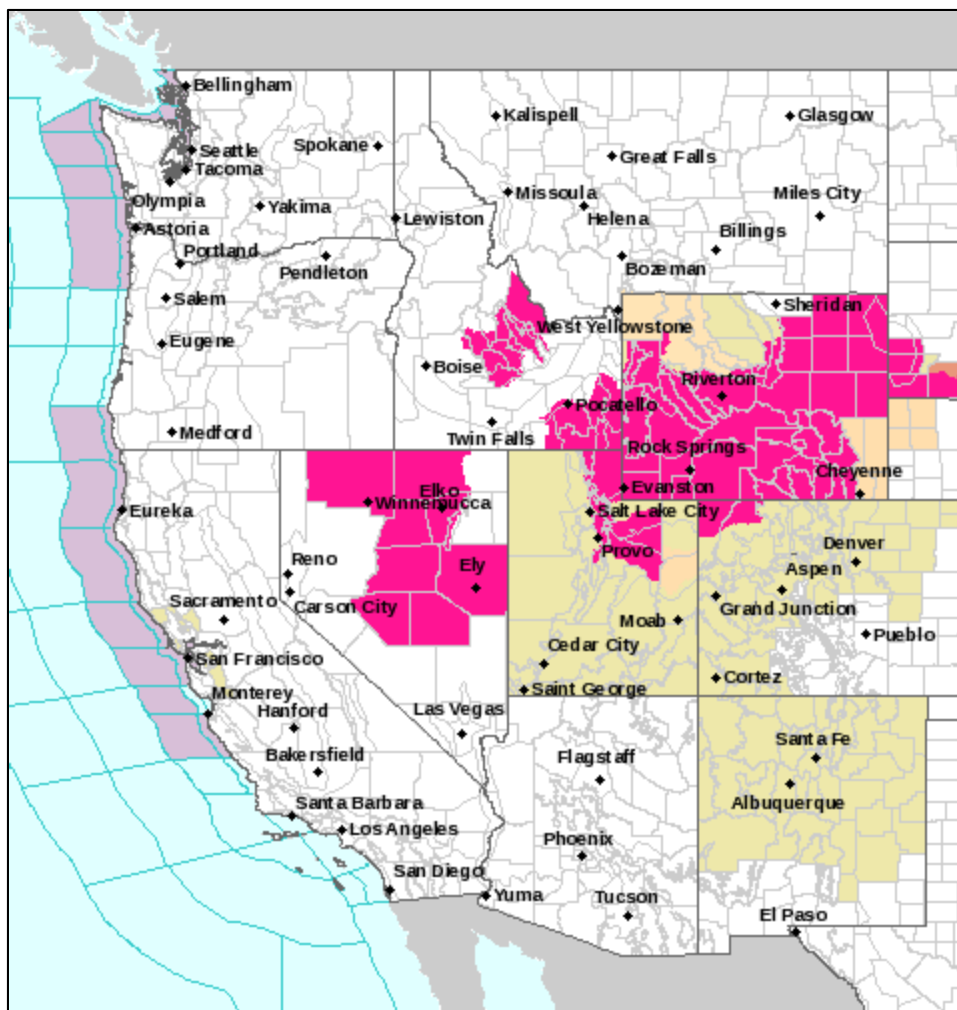 Bellingham
Kalispell
Glasgow
Seattle
Spokane
Great Falls
Tacoma
Missoula
Miles City
Olympia
Yakima
Lewiston
Helena
Astoria
Billings
Portland
Pendleton
Bozeman
Salem
Sheridan
West Yellowstone
Eugene
Boise
Riverton
Pocatello
Medford
Twin Falls
Rock Springs
Cheyenne
Elko
Evanston
Winnemucca
Eureka
Salt Lake City
Denver
Provo
Reno
Ely
Aspen
Sacramento
Carson City
Grand Junction
Moab
Pueblo
Cedar City
San Francisco
Cortez
Saint George
Monterey
Las Vegas
Hanford
Santa Fe
Bakersfield
Flagstaff
Albuquerque
Santa Barbara
Los Angeles
Phoenix
San Diego
Yuma
Tucson
El Paso